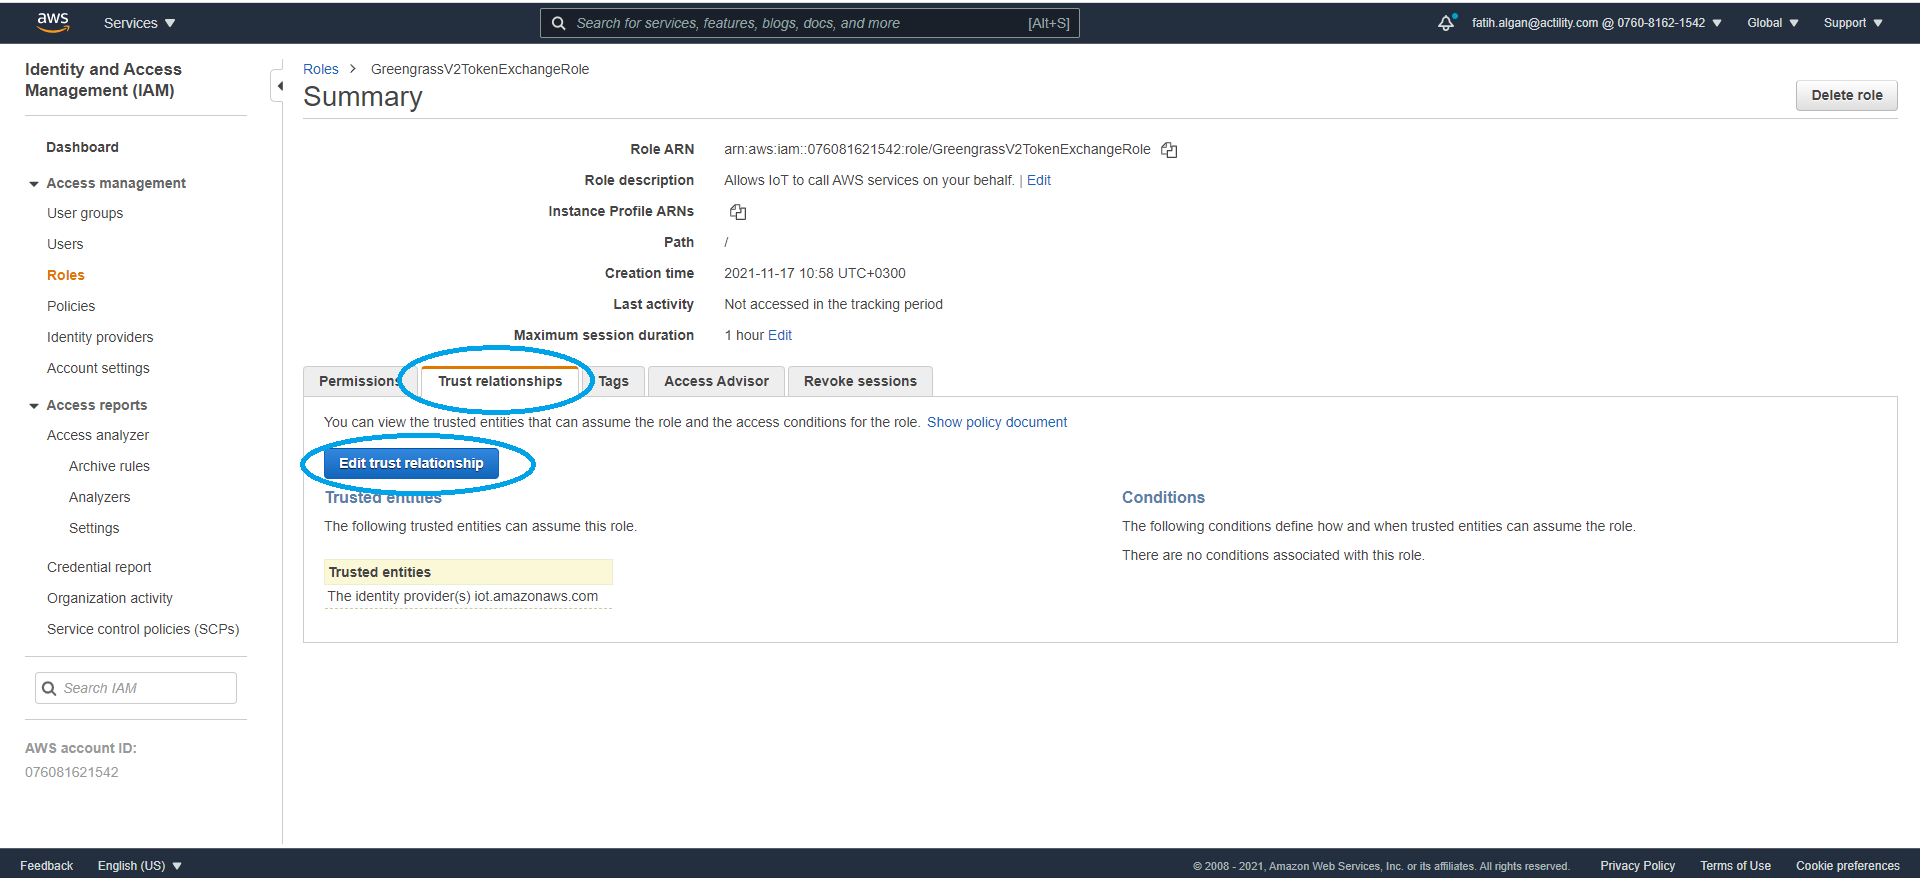 aws Services Search for services, features, blogs, docs, and more [Alt+S] fatih.algan@actility.com @ 0760-8162-1542 Global Support
Identity and Access
Management (IAM)
Dashboard
Access management
User groups
Users
Roles
Policies
Identity providers
Account settings
Access reports
Access analyzer
Archive rules
Analyzers
Settings
Credential report
Organization activity
Service control policies (SCPs)
Search IAM
AWS account ID:
076081621542
Roles GreengrassV2TokenExchangeRole
Summary
Delete role
Role ARN arn:aws:iam::076081621542:role/GreengrassV2TokenExchangeRole
Role description Allows IoT to call AWS services on your behalf. | Edit
Instance Profile ARNs
Path /
Creation time 2021-11-17 10:58 UTC+0300
Last activity Not accessed in the tracking period
Maximum session duration 1 hour Edit
Permissions Trust relationships Tags Access Advisor Revoke sessions
You can view the trusted entities that can assume the role and the access conditions for the role. Show policy document
Edit trust relationship
Trusted entities
The following trusted entities can assume this role.
Trusted entities
The identity provider(s) iot.amazonaws.com
Conditions
The following conditions define how and when trusted entities can assume the role.
There are no conditions associated with this role.
Feedback English (US) © 2008 - 2021, Amazon Web Services, Inc. or its affiliates. All rights reserved. Privacy Policy Terms of Use Cookie preferences